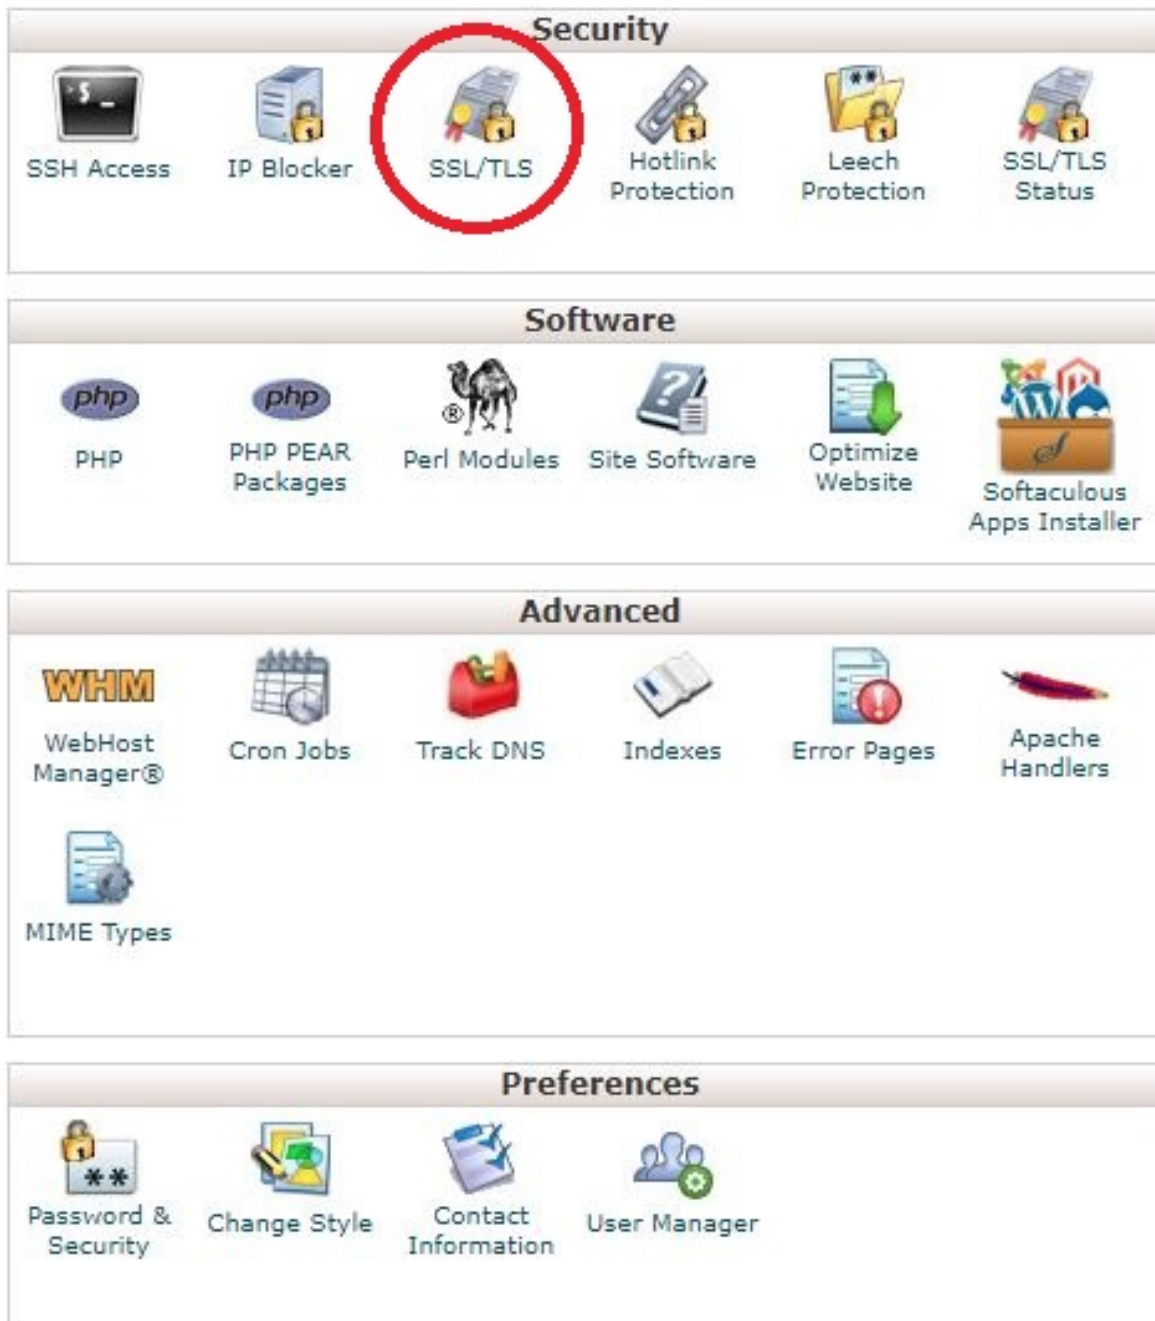 Security
SSH Access
IP Blocker
SSL/TLS
Hotlink
Protection
Leech
Protection
SSL/TLS
Status
Software
php
PHP
php
PHP PEAR
Packages
®
Perl Modules
Site Software
Optimize
Website
Softaculous
Apps Installer
Advanced
WHM
WebHost
Manager®
Cron Jobs
Track DNS
Indexes
Error Pages
Apache
Handlers
MIME Types
Preferences
**
Password &
Security
Change Style
Contact
Information
User Manager